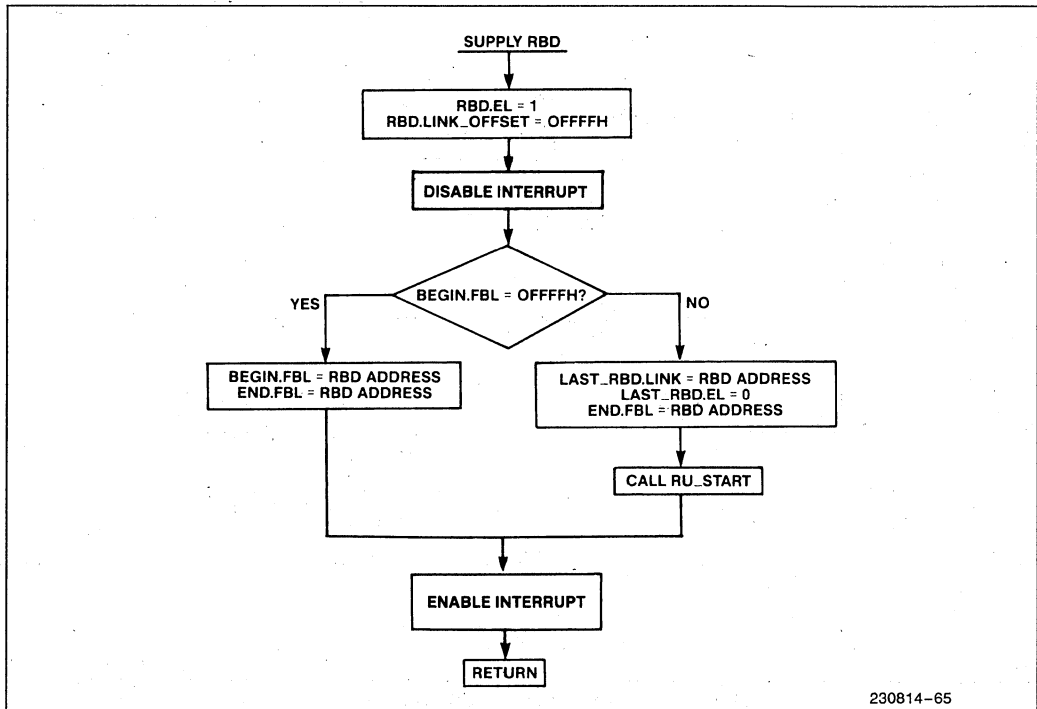 SUPPLY RBD
RBD.EL = 1
RBD.LINK_OFFSET = OFFFFH
DISABLE INTERRUPT
BEGIN.FBL = OFFFFH?
YES
NO
BEGIN.FBL = RBD ADDRESS
END.FBL = RBD ADDRESS
LAST_RBD.LINK = RBD ADDRESS
LAST_RBD.EL = 0
END.FBL = RBD ADDRESS
CALL RU_START
ENABLE INTERRUPT
RETURN
230814-65